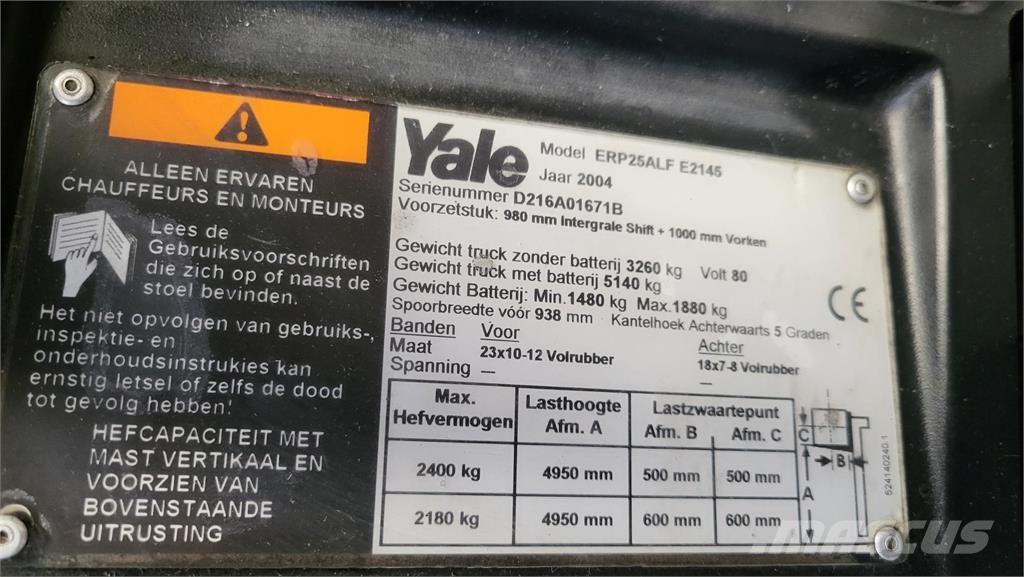 ALLEEN ERVAREN
CHAUFFEURS EN MONTEURS
Lees de
Gebruiksvoorschriften
die zich op of naast de
stoel bevinden.
Het niet opvolgen van gebruiks-,
inspektie- en
onderhoudsinstrukies kan
ernstig letsel of zelfs de dood
tot gevolg hebben!
HEFCAPACITEIT MET
MAST VERTIKAAL EN
VOORZIEN VAN
BOVENSTAANDE
UITRUSTING
Yale
Model ERP25ALF E2145
Jaar 2004
Serienummer D216A01671B
Voorzetstuk: 980 mm Intergrale Shift + 1000 mm Vorken
Gewicht truck zonder batterij 3260 kg Volt 80
Gewicht truck met batterij 5140 kg
Gewicht Batterij: Min.1480 kg Max.1880 kg
Spoorbreedte vóór 938 mm Kantelhoek Achterwaarts 5 Graden
CE
Banden Voor Achter
Maat 23x10-12 Volrubber 18x7-8 Volrubber
Spanning — —
Max. Hefvermogen Lasthoogte Afm. A Lastzwaartepunt
Afm. B Afm. C
2400 kg 4950 mm 500 mm 500 mm
2180 kg 4950 mm 600 mm 600 mm
C
B
A
524140240.1
MASCUS